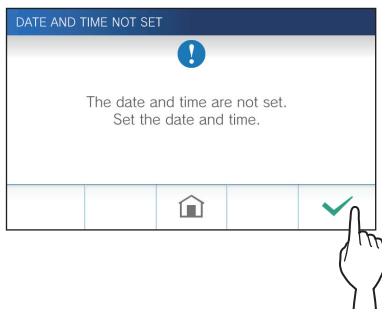 DATE AND TIME NOT SET
The date and time are not set.
Set the date and time.